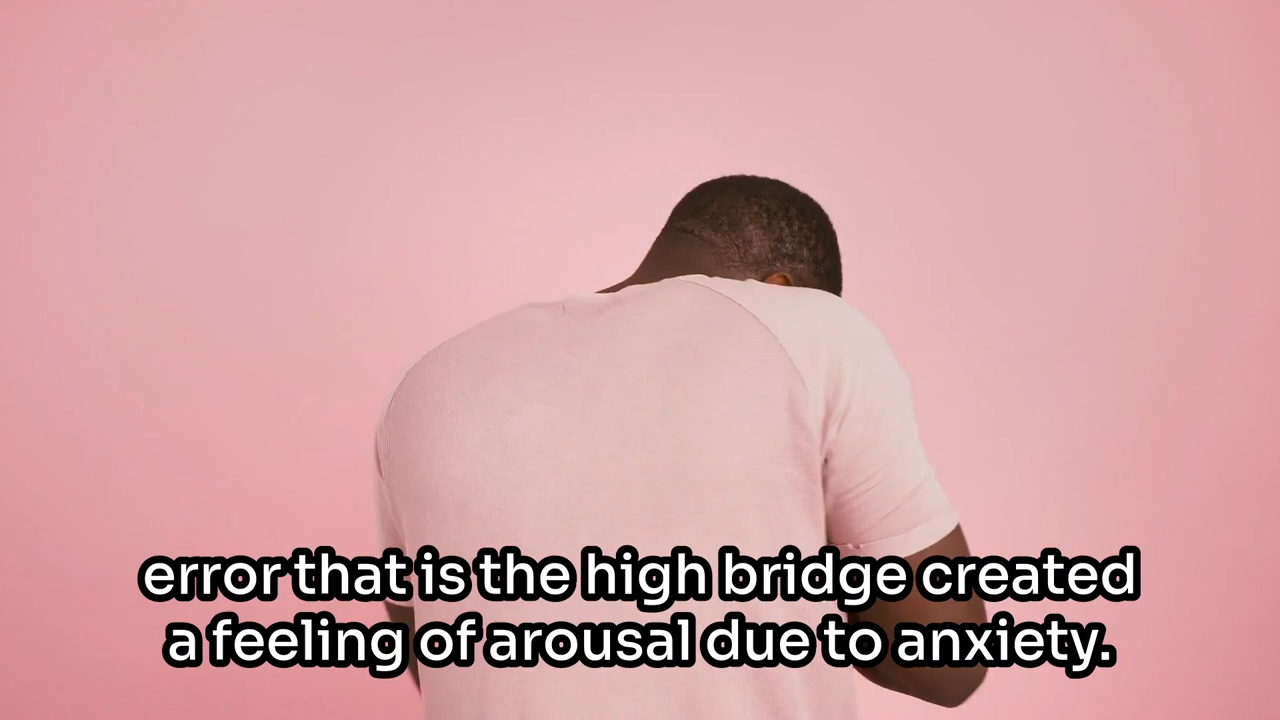 error that is the high bridge created
a feeling of arousal due to anxiety.